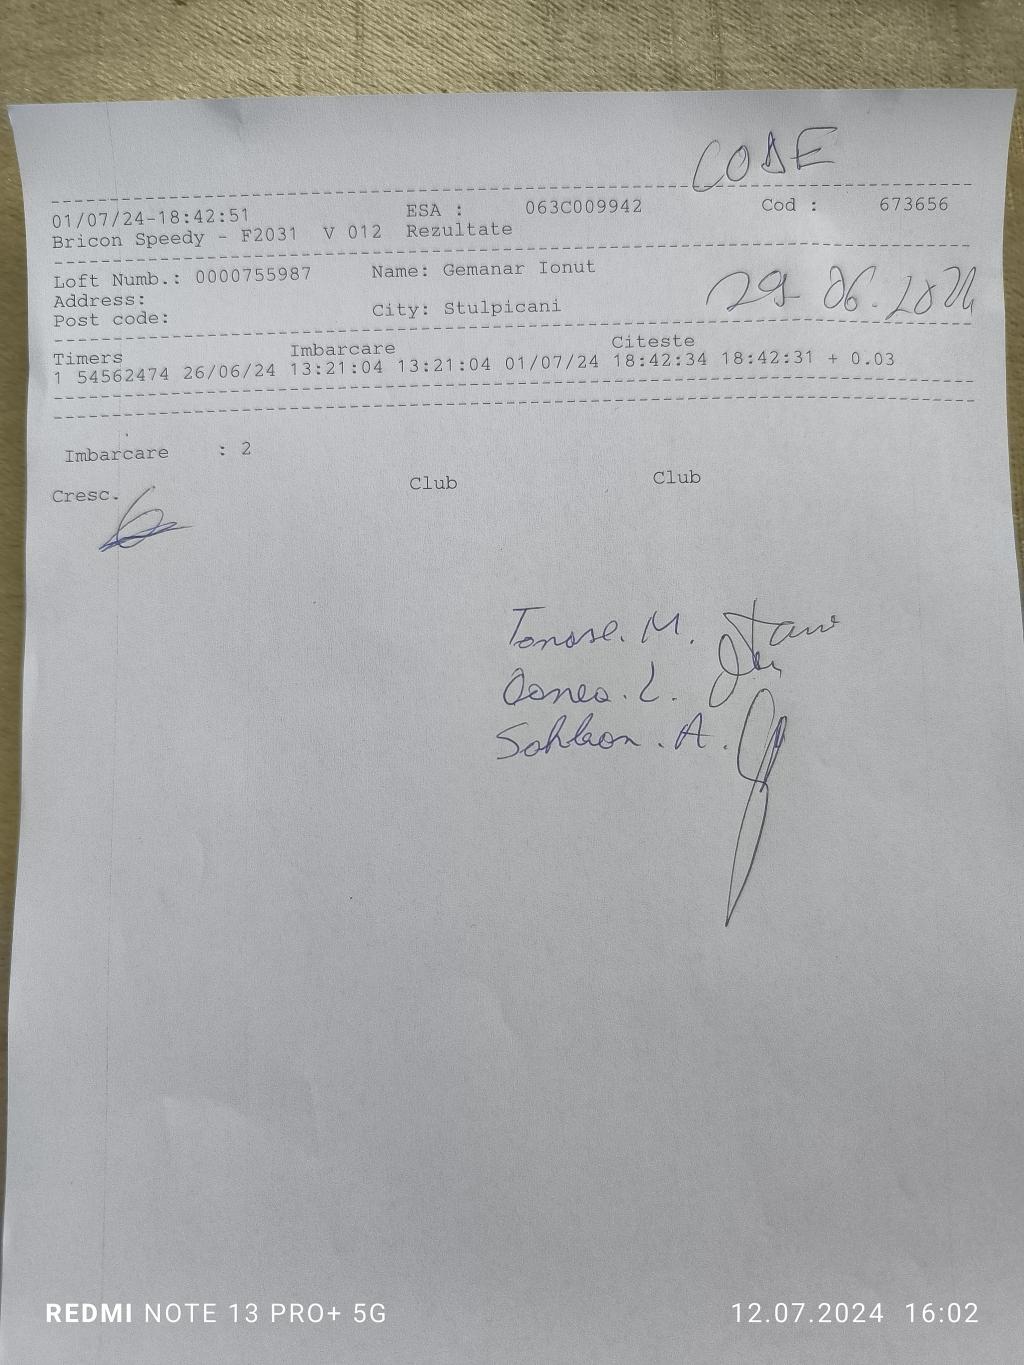 CODE
01/07/24-18:42:51 ESA : 063C009942 Cod : 673656
Bricon Speedy - F2031 V 012 Rezultate
Loft Numb.: 0000755987 Name: Gemanar Ionut
Address:
Post code: City: Stulpicani
29.06.2024
Timers Imbarcare Citeste
1 54562474 26/06/24 13:21:04 13:21:04 01/07/24 18:42:34 18:42:31 + 0.03
Imbarcare : 2
Cresc. Club Club
M.
L.
A.
REDMI NOTE 13 PRO+ 5G
12.07.2024 16:02